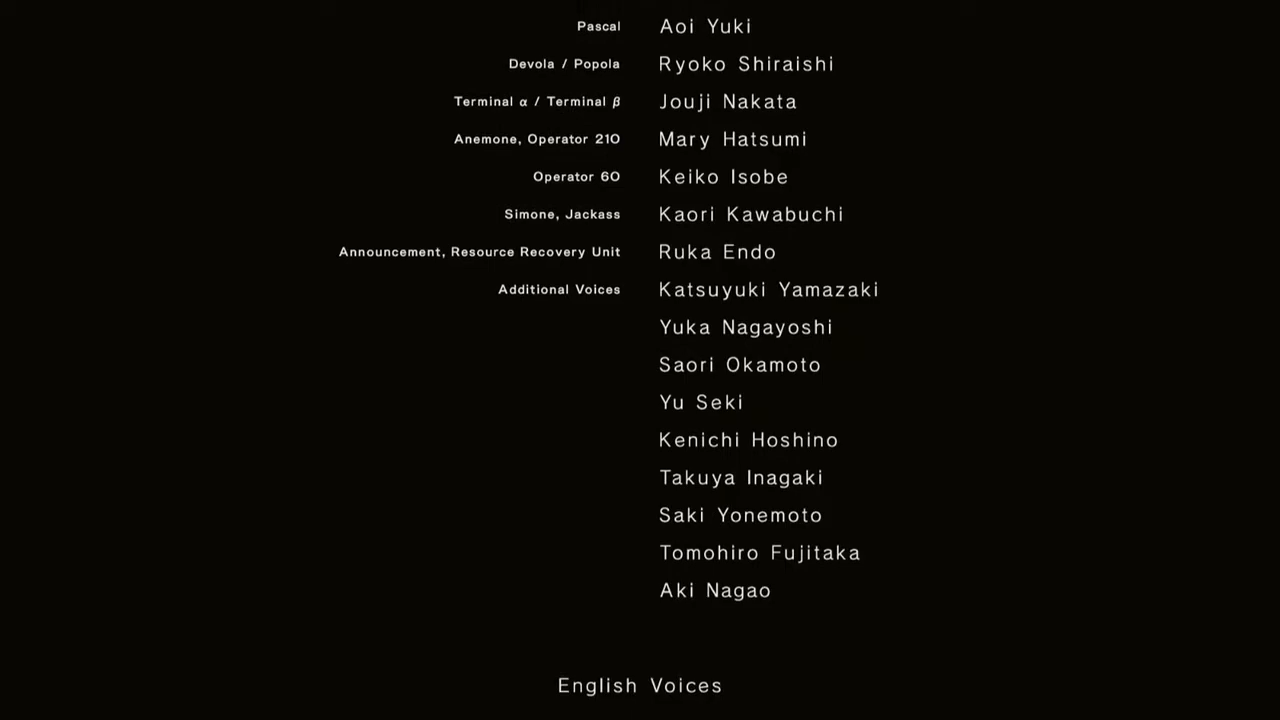 Pascal Aoi Yuki
Devola / Popola Ryoko Shiraishi
Terminal α / Terminal β Jouji Nakata
Anemone, Operator 21O Mary Hatsumi
Operator 6O Keiko Isobe
Simone, Jackass Kaori Kawabuchi
Announcement, Resource Recovery Unit Ruka Endo
Additional Voices Katsuyuki Yamazaki
Yuka Nagayoshi
Saori Okamoto
Yu Seki
Kenichi Hoshino
Takuya Inagaki
Saki Yonemoto
Tomohiro Fujitaka
Aki Nagao
English Voices